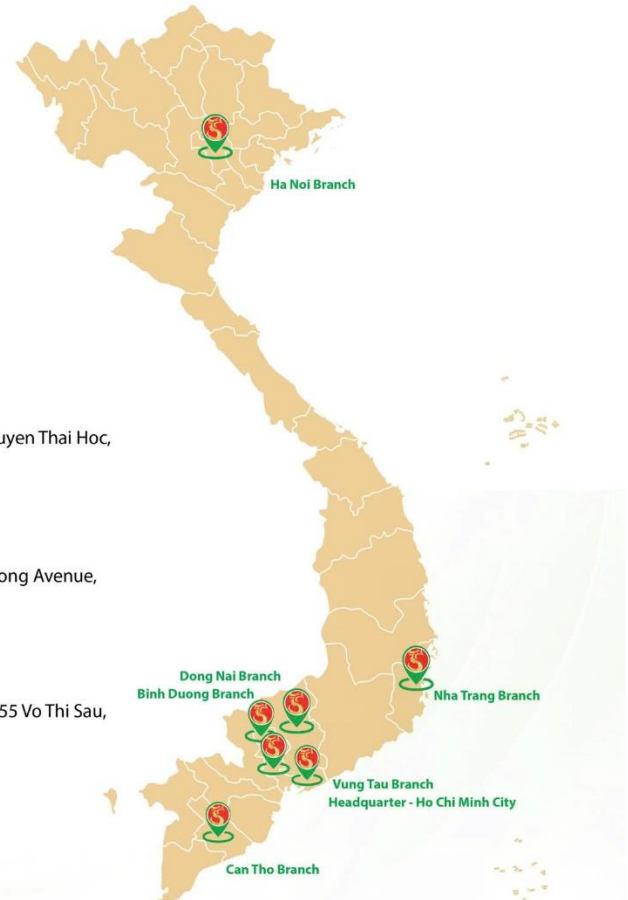 Ha Noi Branch
uyen Thai Hoc,
ong Avenue,
Dong Nai Branch
Binh Duong Branch
Nha Trang Branch
55 Vo Thi Sau,
Vung Tau Branch
Headquarter - Ho Chi Minh City
Can Tho Branch